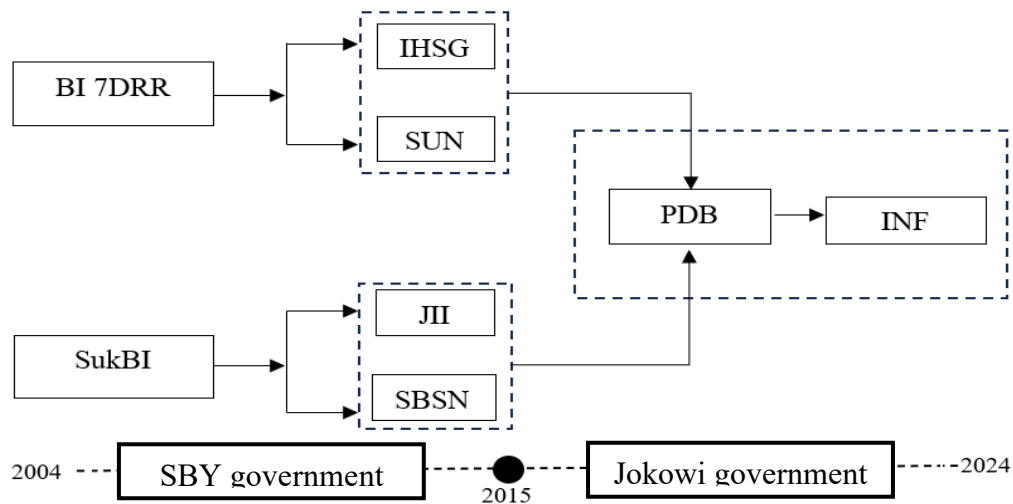 IHSG
BI 7DRR
SUN
PDB
INF
JII
SukBI
SBSN
2004
SBY government
2015
Jokowi government
2024